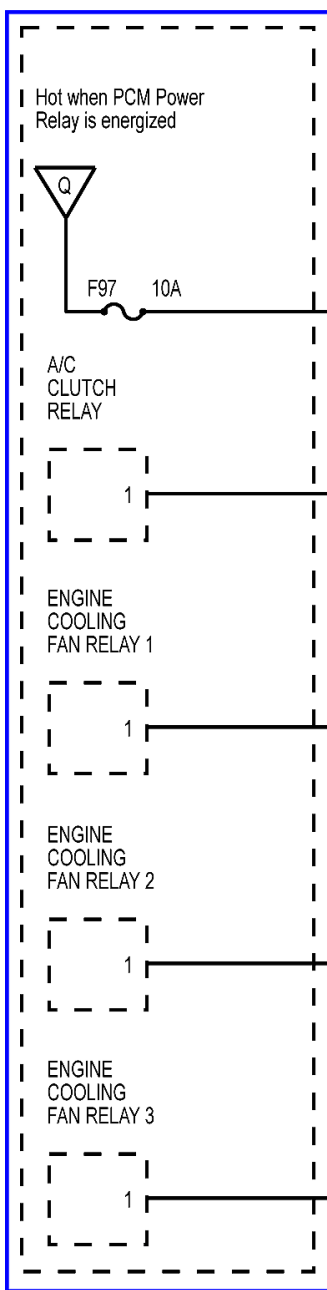 Hot when PCM Power
Relay is energized
Q
F97 10A
A/C
CLUTCH
RELAY
1
ENGINE
COOLING
FAN RELAY 1
1
ENGINE
COOLING
FAN RELAY 2
1
ENGINE
COOLING
FAN RELAY 3
1